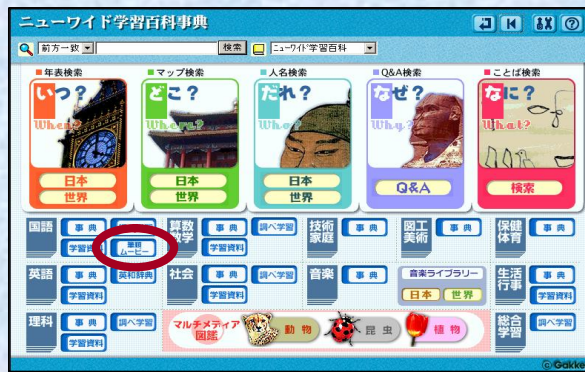 ニューワイド学習百科事典
前方一致 検索 ニューワイド学習百科
■年表検索 ■マップ検索 ■人名検索 ■Q&A検索 ■ことば検索
いつ? どこ? だれ? なぜ? なに?
When? Where? Who? Why? What?
日本 日本 日本 Q&A 検索
世界 世界 世界
国語 事典 算数 数学 事典 調べ学習 技術 家庭 事典 図工 美術 事典 保健 体育 事典
学習資料 筆順ムービー 学習資料 学習資料
英語 事典 英和辞典 社会 事典 調べ学習 音楽 事典 音楽ライブラリー 生活 行事 事典
学習資料 学習資料 日本 世界 学習資料
理科 事典 調べ学習 マルチメディア図鑑 動物 昆虫 植物 総合 学習 調べ学習
学習資料
© Gakken